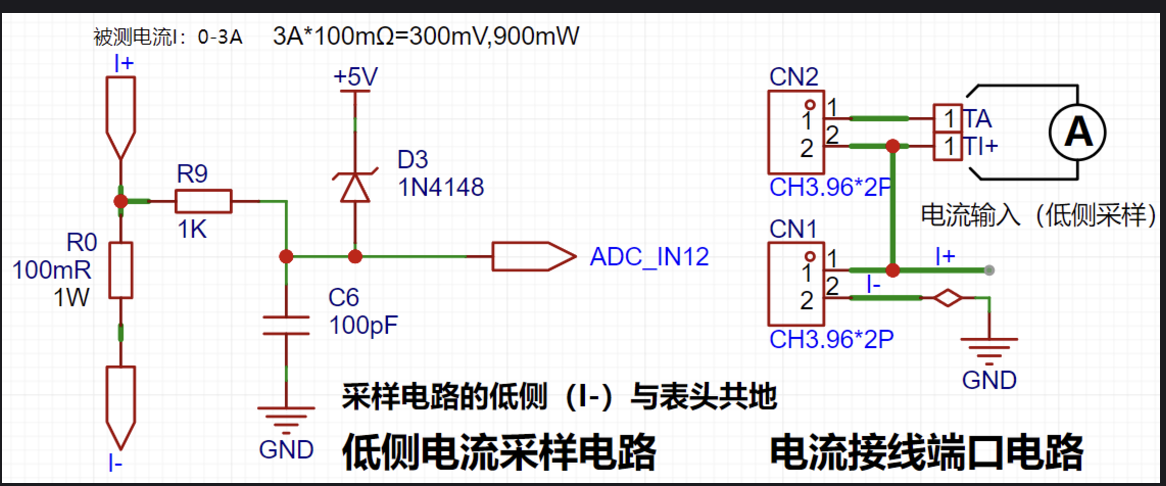 被测电流I：0-3A 3A*100mΩ=300mV,900mW
I+
+5V
D3
1N4148
R9
1K
R0
100mR
1W
ADC_IN12
C6
100pF
GND
I-
采样电路的低侧（I-）与表头共地
低侧电流采样电路
CN2
1
1
2
2
CH3.96*2P
1
TA
1
TI+
A
电流输入（低侧采样）
CN1
1
1
2
2
I+
I-
CH3.96*2P
GND
电流接线端口电路